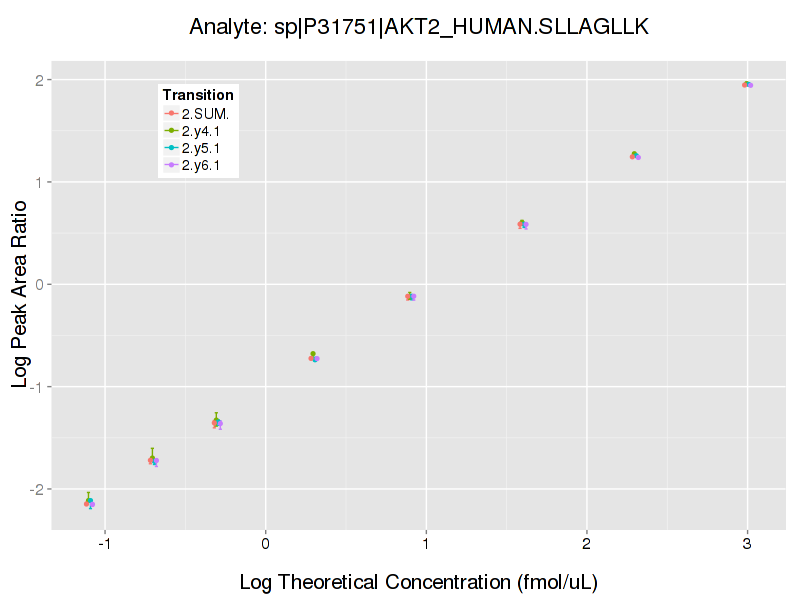 Analyte: sp|P31751|AKT2_HUMAN.SLLAGLLK
Transition
2.SUM.
2.y4.1
2.y5.1
2.y6.1
Log Peak Area Ratio
2
1
0
-1
-2
-1 0 1 2 3
Log Theoretical Concentration (fmol/uL)